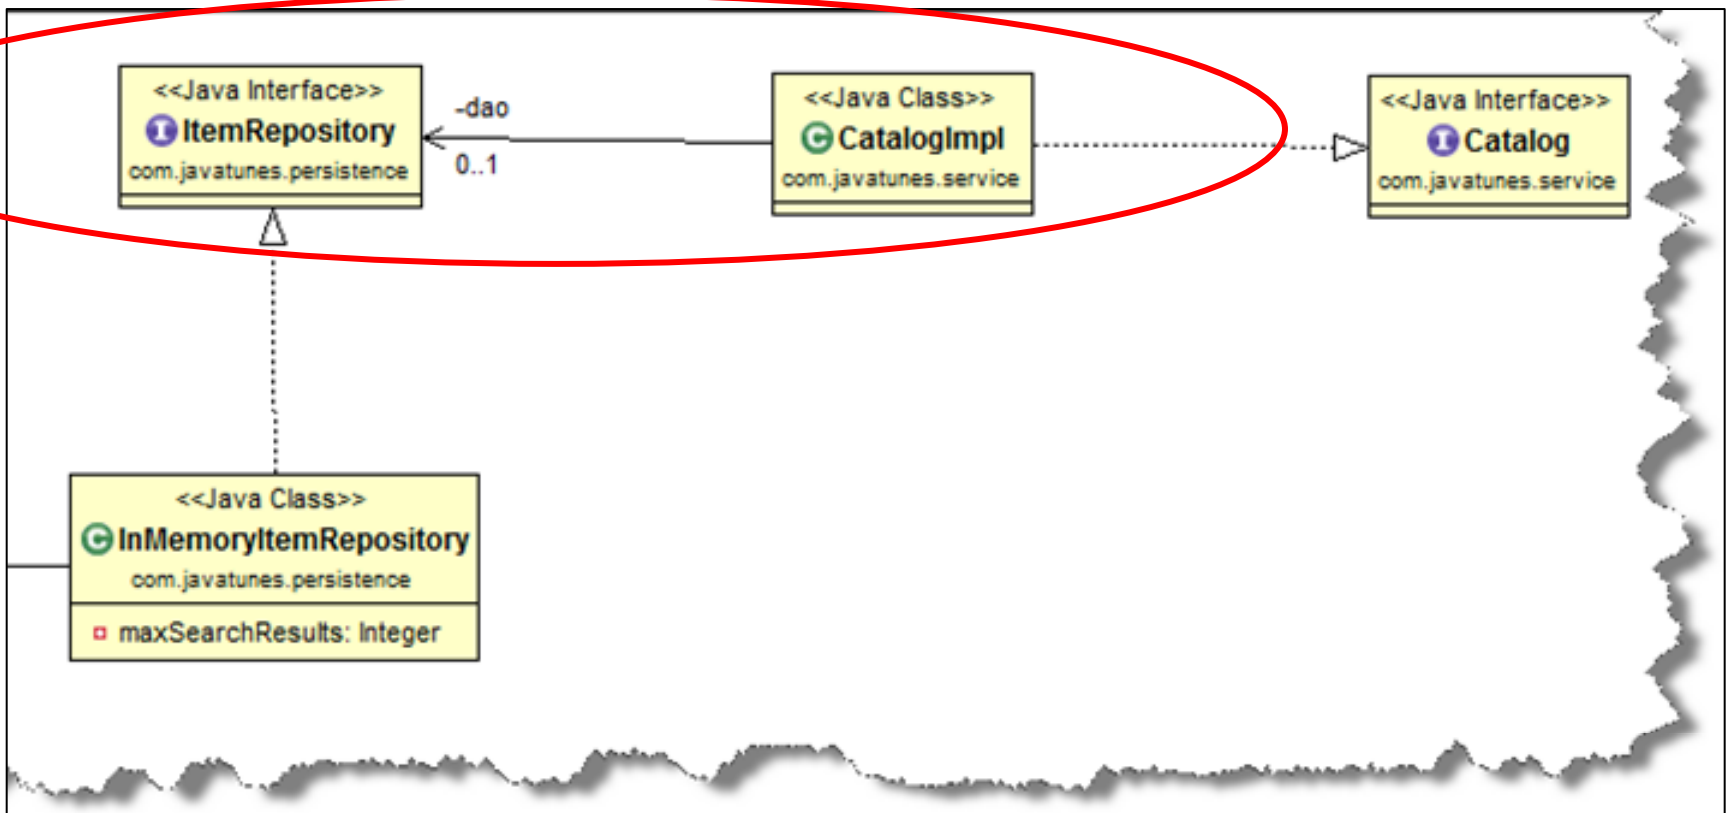 <<Java Interface>>
I ItemRepository
com.javatunes.persistence
-dao
0..1
<<Java Class>>
C CatalogImpl
com.javatunes.service
<<Java Interface>>
I Catalog
com.javatunes.service
<<Java Class>>
C InMemoryItemRepository
com.javatunes.persistence
maxSearchResults: Integer